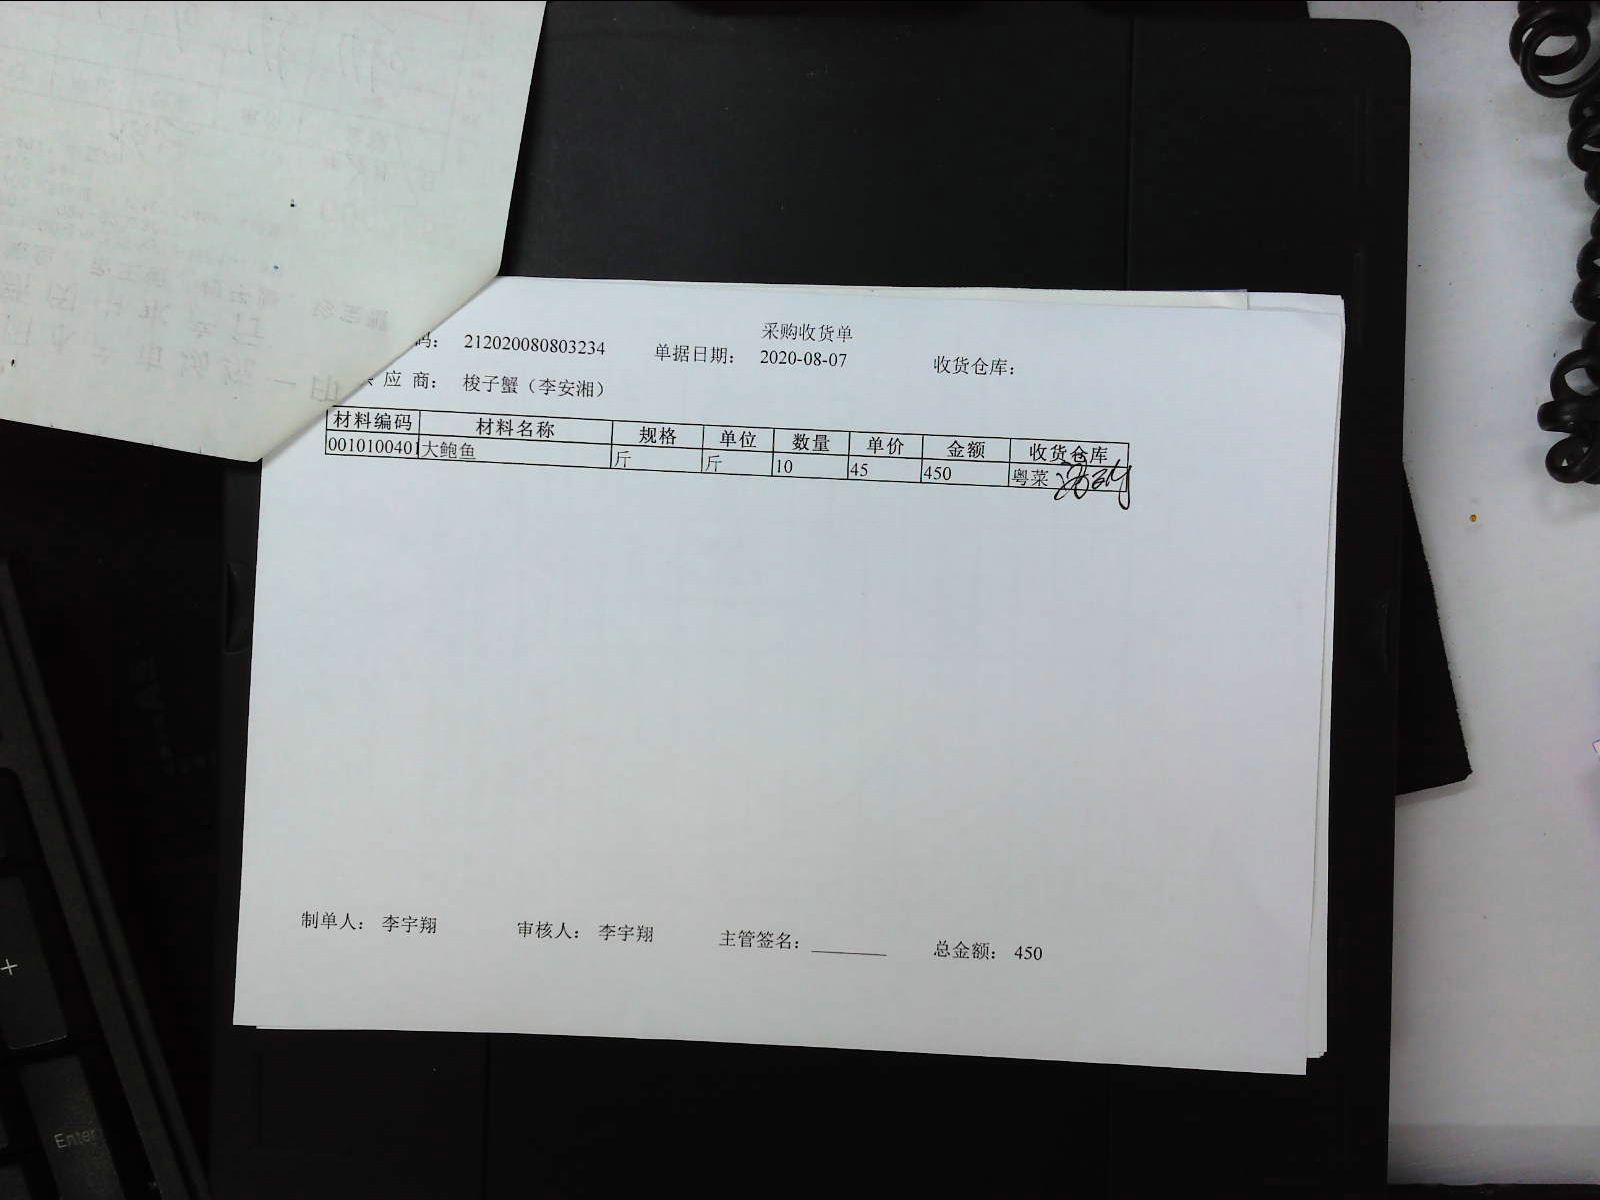 采购收货单
码： 212020080803234 单据日期： 2020-08-07 收货仓库：
应 商： 梭子蟹（李安湘）
材料编码 材料名称 规格 单位 数量 单价 金额 收货仓库
0010100401 大鲍鱼 斤 斤 10 45 450 粤菜
制单人： 李宇翔 审核人： 李宇翔 主管签名： 总金额： 450
+
Enter